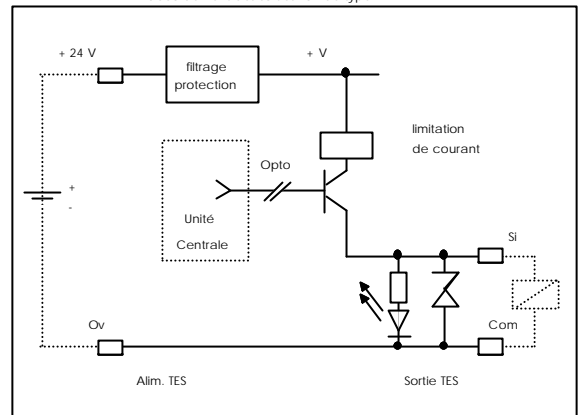 + 24 V
filtrage
protection
+ V
limitation
de courant
Opto
+
-
Unité
Centrale
Si
Ov
Com
Alim. TES
Sortie TES